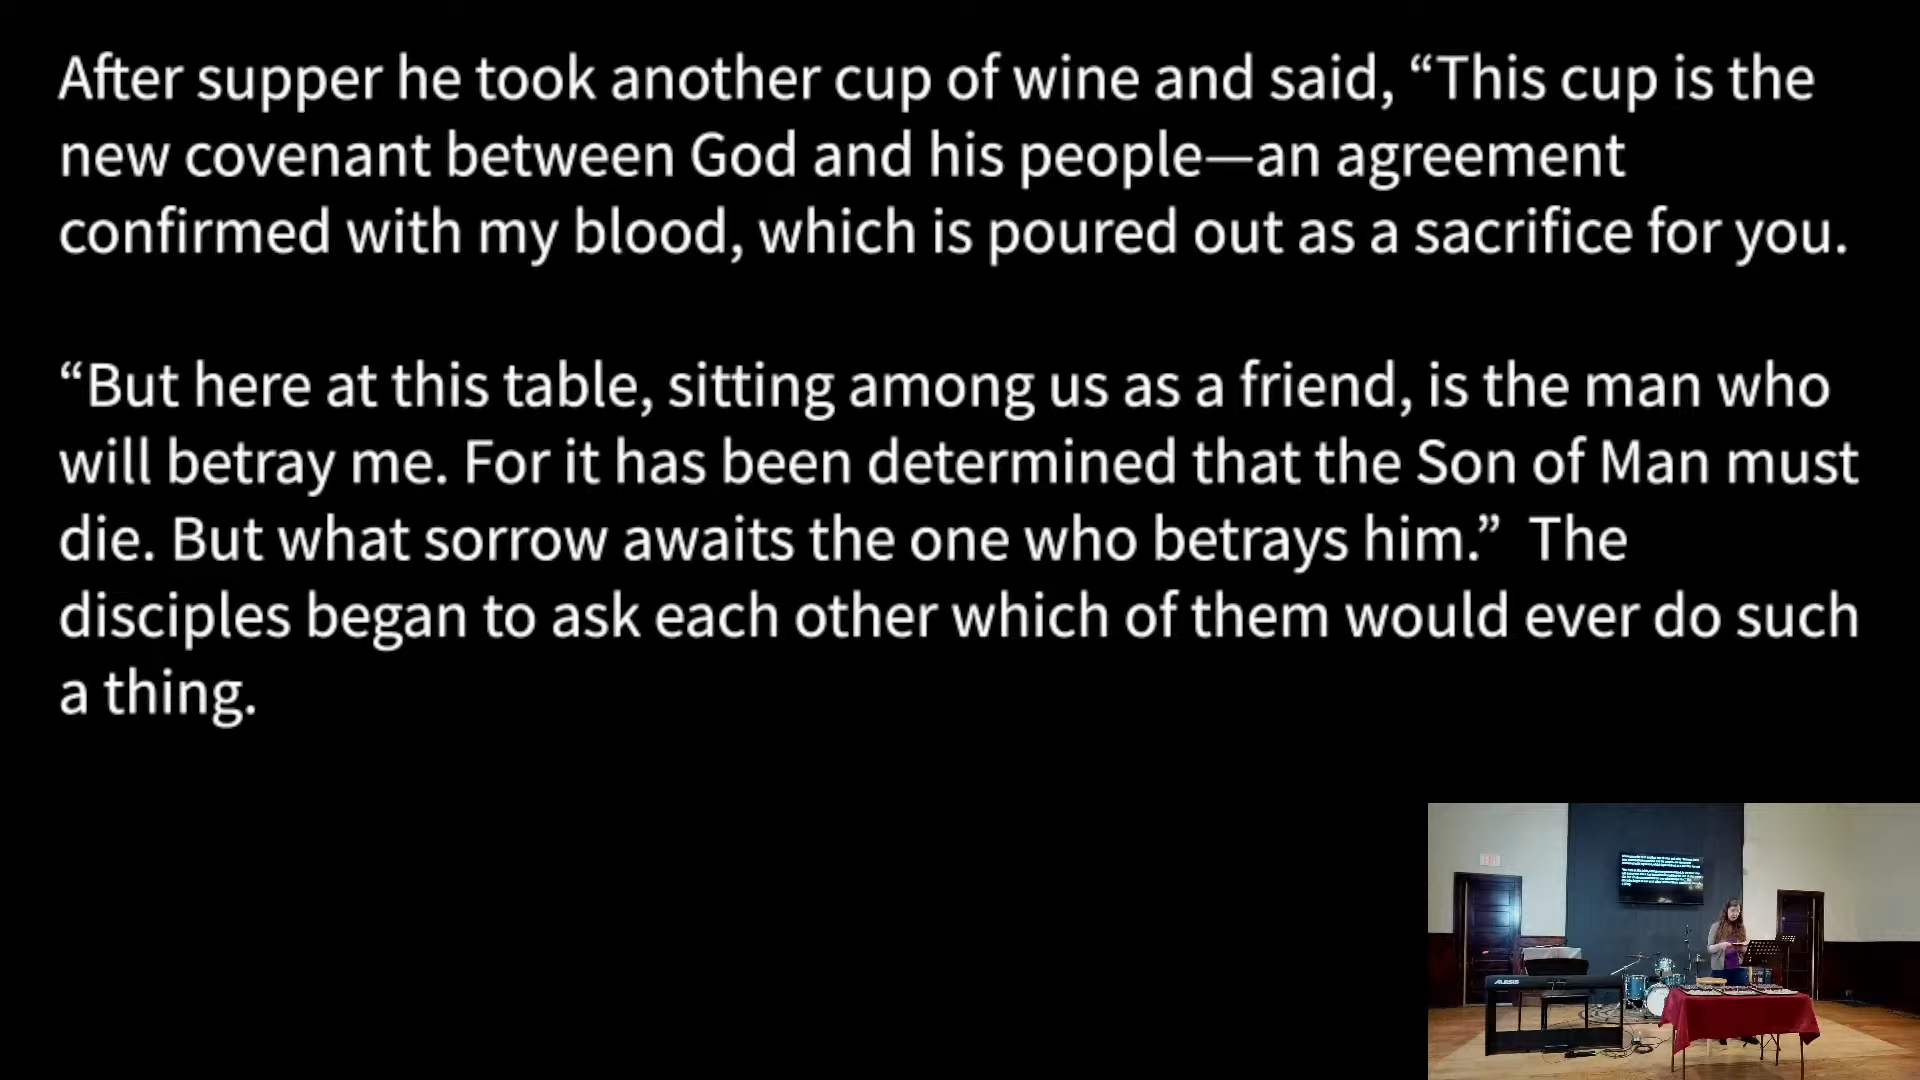 After supper he took another cup of wine and said, “This cup is the
new covenant between God and his people—an agreement
confirmed with my blood, which is poured out as a sacrifice for you.
“But here at this table, sitting among us as a friend, is the man who
will betray me. For it has been determined that the Son of Man must
die. But what sorrow awaits the one who betrays him.”  The
disciples began to ask each other which of them would ever do such
a thing.
ALESIS